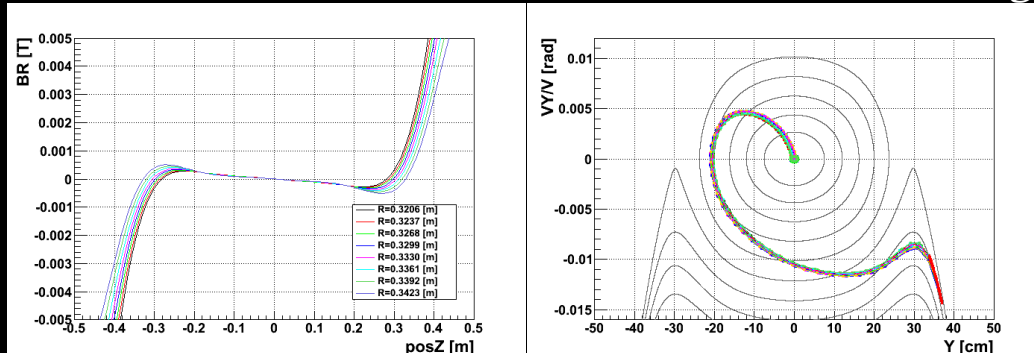 BR [T]
0.005
0.004
0.003
0.002
0.001
0
-0.001
-0.002
-0.003
-0.004
-0.005
-0.5 -0.4 -0.3 -0.2 -0.1 0 0.1 0.2 0.3 0.4 0.5
posZ [m]
R=0.3206 [m]
R=0.3237 [m]
R=0.3268 [m]
R=0.3299 [m]
R=0.3330 [m]
R=0.3361 [m]
R=0.3392 [m]
R=0.3423 [m]
VY/V [rad]
0.01
0.005
0
-0.005
-0.01
-0.015
-50 -40 -30 -20 -10 0 10 20 30 40 50
Y [cm]